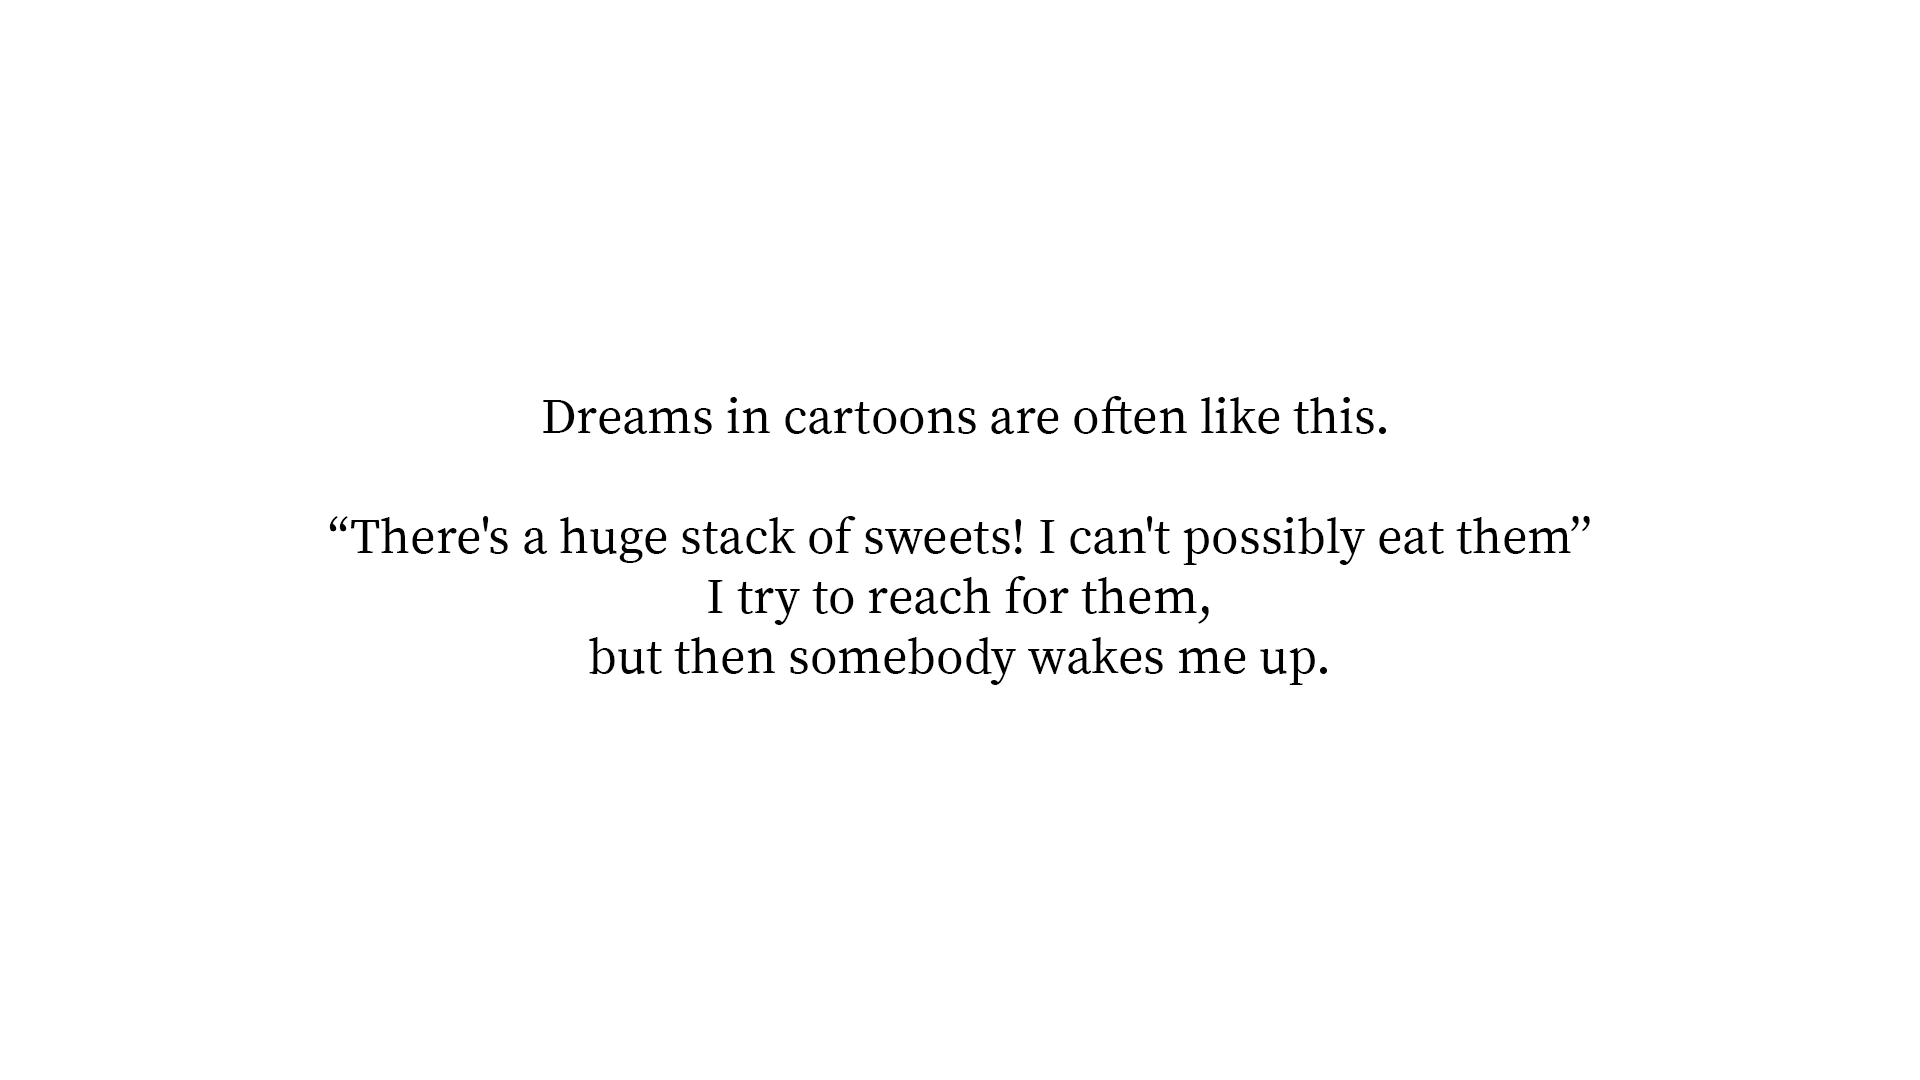 Dreams in cartoons are often like this.
“There's a huge stack of sweets! I can't possibly eat them”
I try to reach for them,
but then somebody wakes me up.